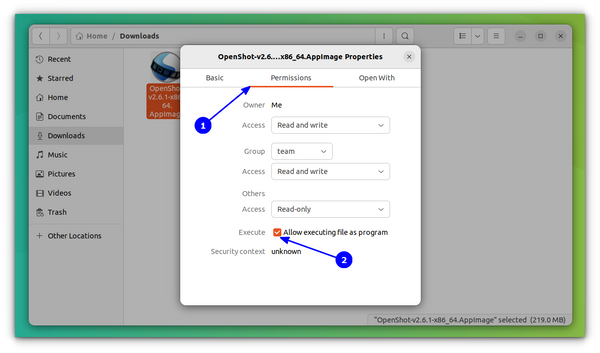 Home / Downloads
Recent
Starred
Home
Documents
Downloads
Music
Pictures
Videos
Trash
+ Other Locations
OpenShot-
v2.6.1-x86_
64.
AppImage
OpenShot-v2.6....x86_64.AppImage Properties
Basic
Permissions
Open With
Owner Me
Access Read and write
Group team
Access Read and write
Others
Access Read-only
Execute Allow executing file as program
Security context unknown
1
2
"OpenShot-v2.6.1-x86_64.AppImage" selected (219.0 MB)